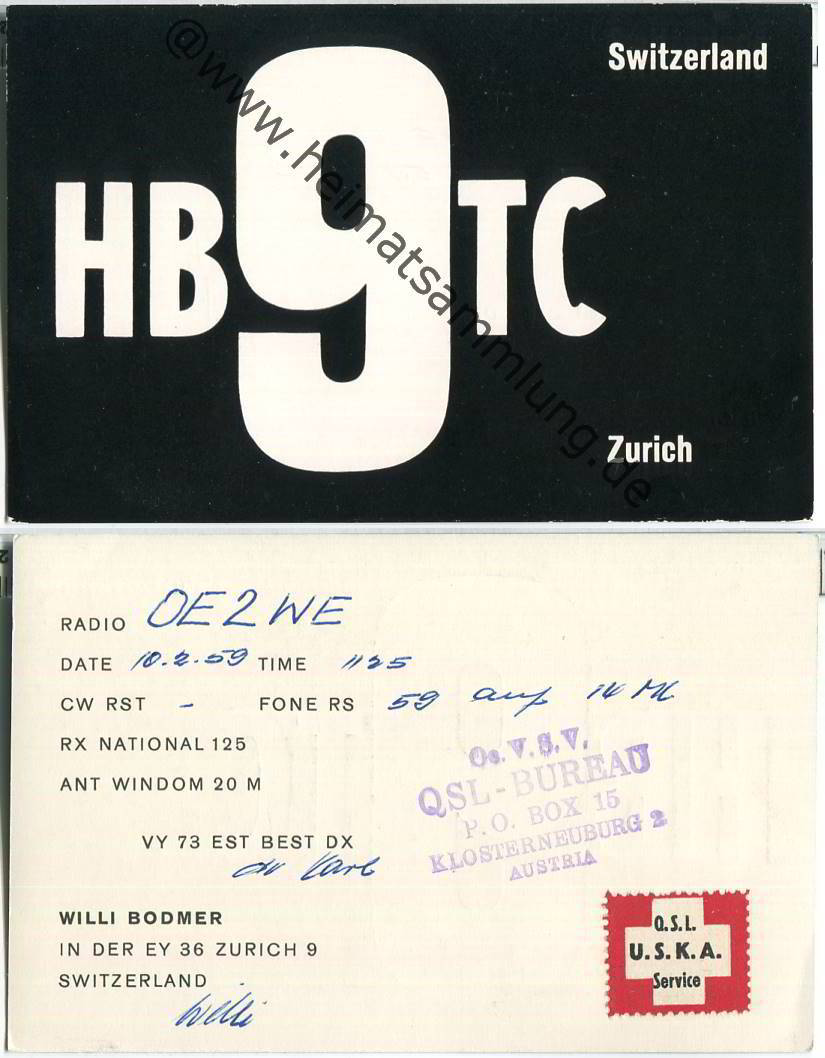 Switzerland
HB9TC
Zurich
@www.heimatsammlung.de
RADIO OE2WE
DATE 10.2.59 TIME 1125
CW RST - FONE RS 59 auf 14 Mc
RX NATIONAL 125
ANT WINDOM 20 M
Oe.V.S.V.
QSL-BUREAU
P.O. BOX 15
KLOSTERNEUBURG 2
AUSTRIA
VY 73 EST BEST DX
dr Karl
WILLI BODMER
IN DER EY 36 ZURICH 9
SWITZERLAND
Willi
Q.S.L.
U.S.K.A.
Service